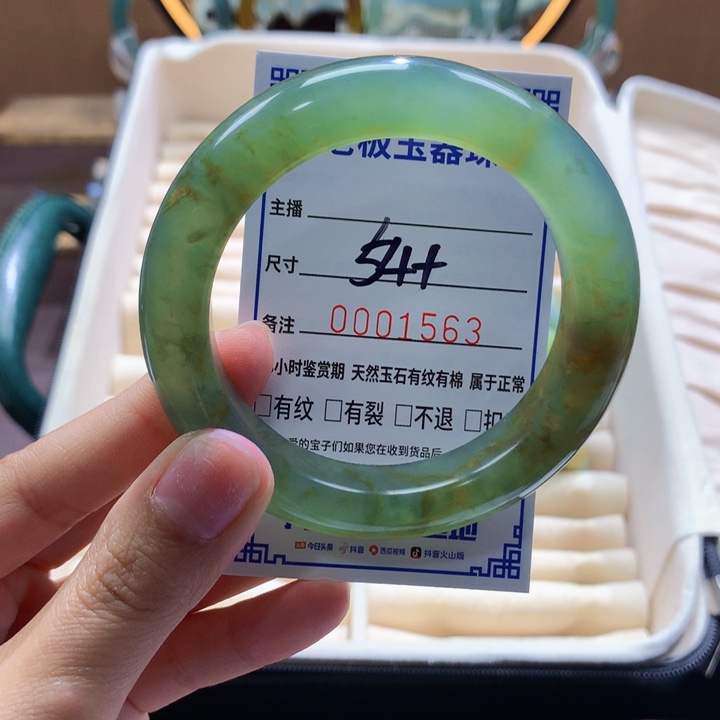 极玉器珠
主播
尺寸 54+
备注 0001563
小时鉴赏期 天然玉石有纹有棉 属于正常
□有纹 □有裂 □不退 □扣
爱的宝子们如果您在收到货品后
地
今日头条 抖音 西瓜视频 抖音火山版